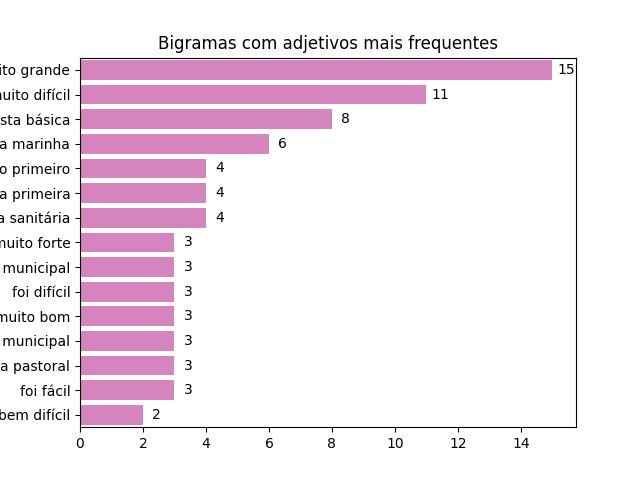 Bigramas com adjetivos mais frequentes
ito grande 15
uito difícil 11
sta básica 8
a marinha 6
o primeiro 4
a primeira 4
a sanitária 4
muito forte 3
municipal 3
foi difícil 3
muito bom 3
municipal 3
a pastoral 3
foi fácil 3
bem difícil 2
0 2 4 6 8 10 12 14